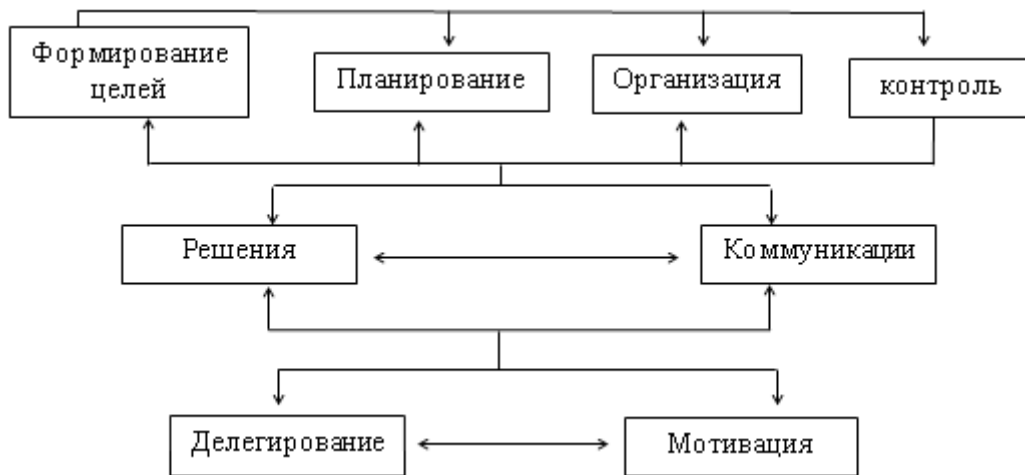 Формирование
целей
Планирование
Организация
контроль
Решения
Коммуникации
Делегирование
Мотивация